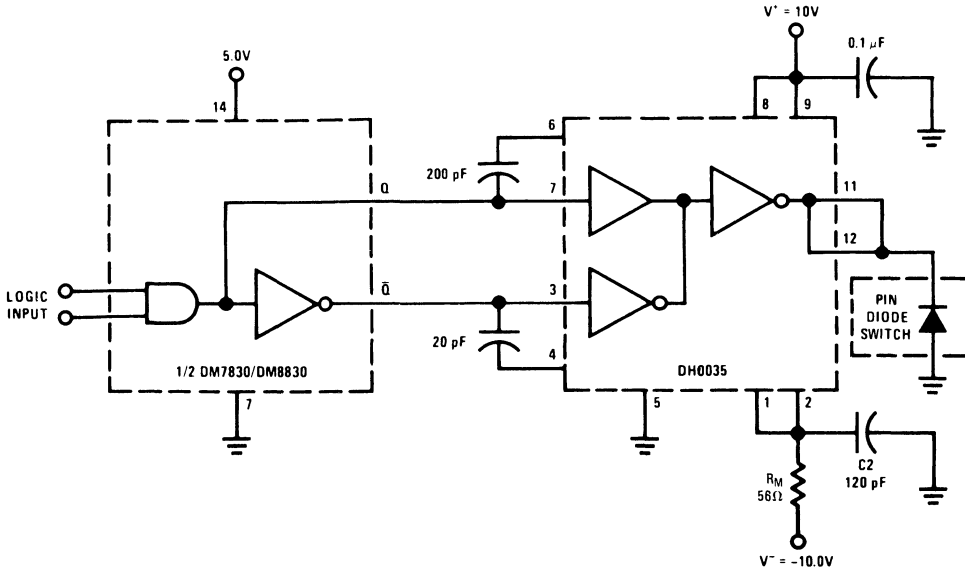 V⁺ = 10V
0.1 µF
5.0V
14
8
9
6
200 pF
Q
7
11
12
LOGIC
INPUT
Q̄
3
PIN
DIODE
SWITCH
20 pF
4
1/2 DM7830/DM8830
DH0035
7
5
1
2
C2
120 pF
R_M
56Ω
V⁻ = −10.0V